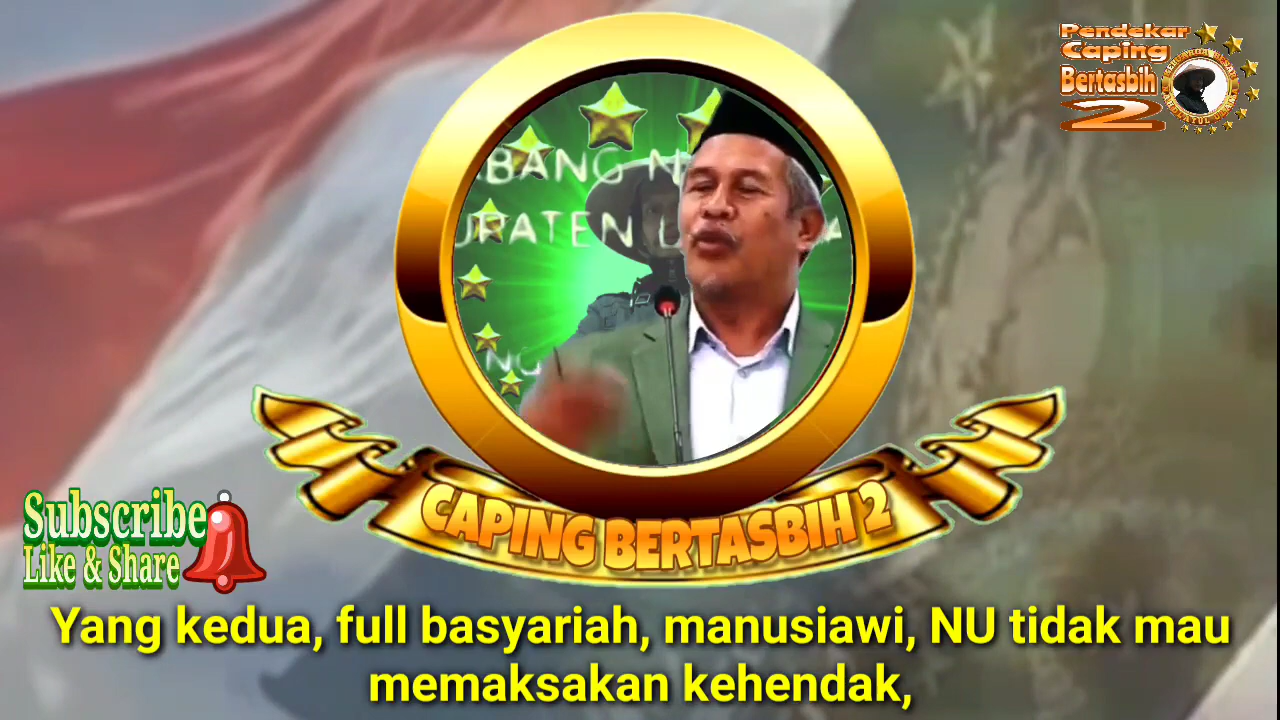 Pendekar
Caping
Bertasbih
2
CAPING BERTASBIH 2
Subscribe
Like & Share
Yang kedua, full basyariah, manusiawi, NU tidak mau
memaksakan kehendak,